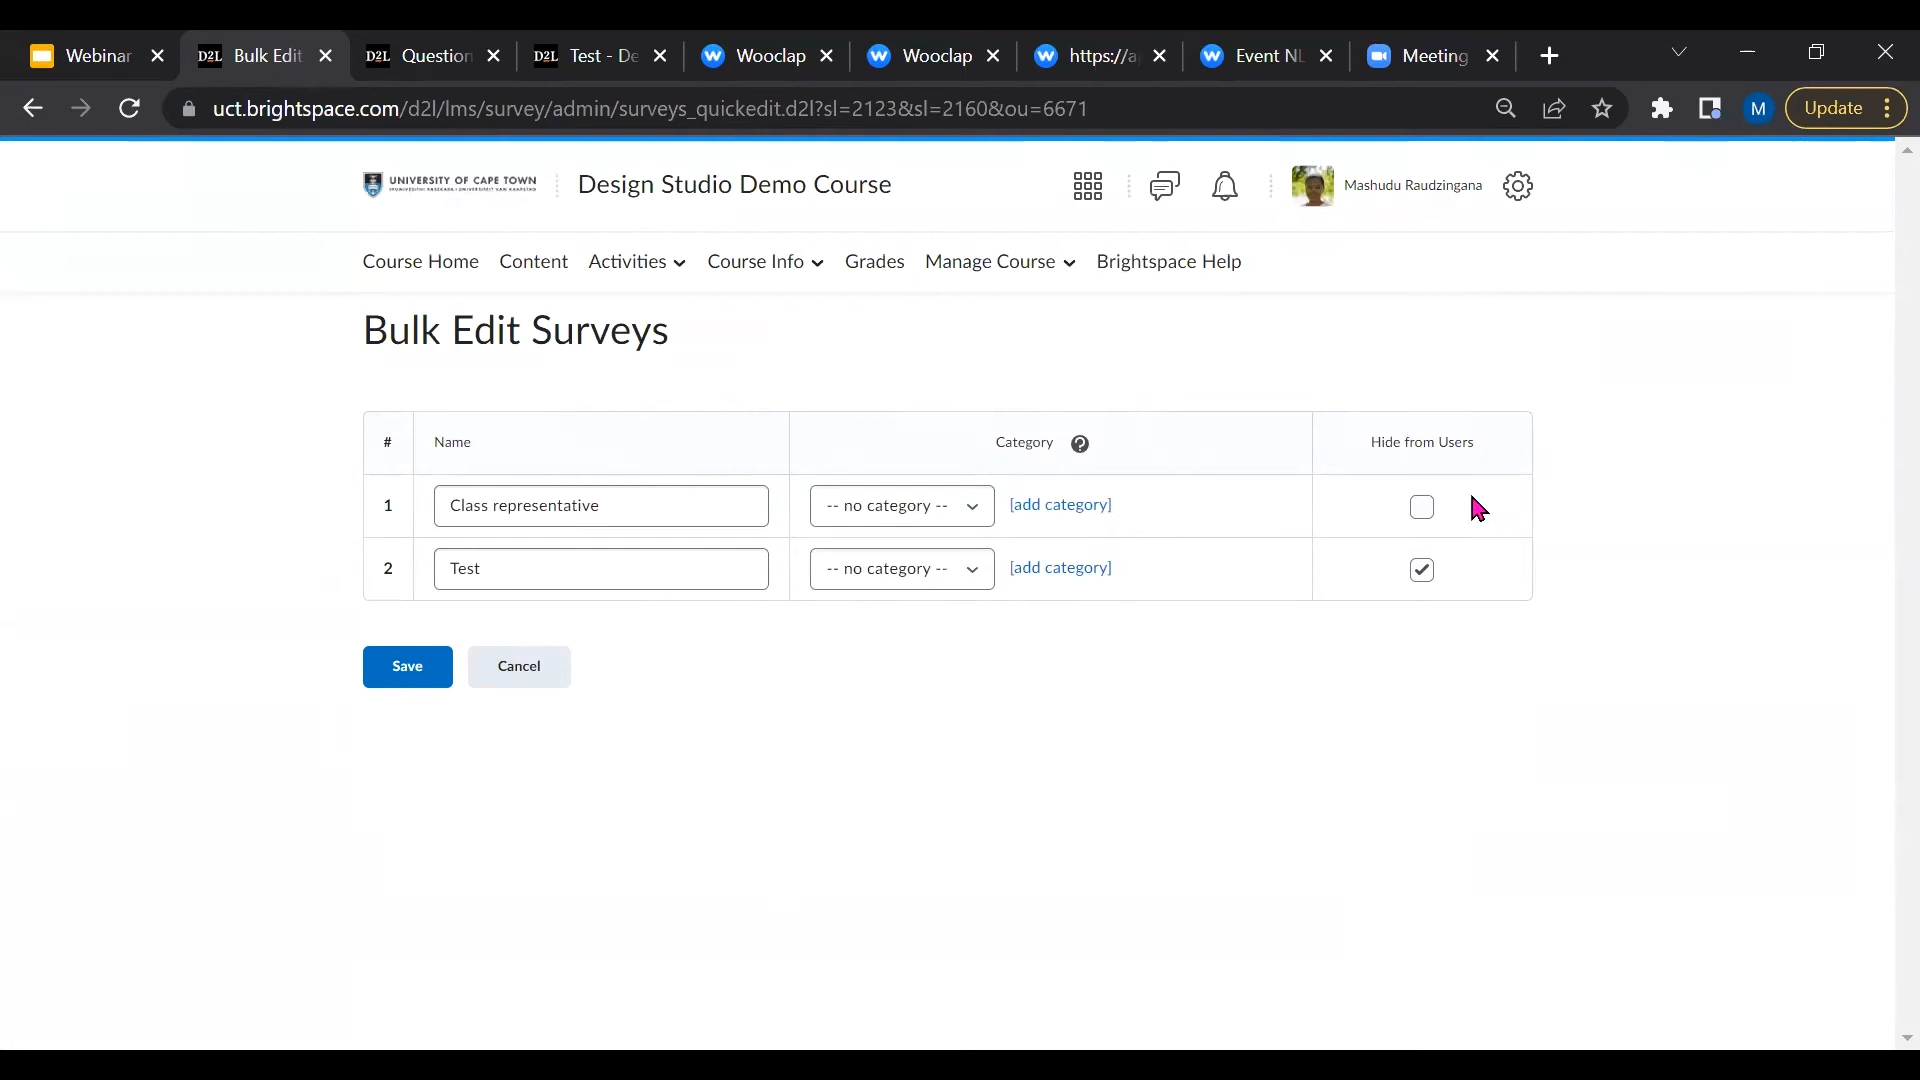 Webinar
D2L Bulk Edit
D2L Question
D2L Test - De
Wooclap
Wooclap
https://a
Event NL
Meeting
uct.brightspace.com/d2l/lms/survey/admin/surveys_quickedit.d2l?sl=2123&sl=2160&ou=6671
M
Update
UNIVERSITY OF CAPE TOWN
Design Studio Demo Course
Mashudu Raudzingana
Course Home Content Activities Course Info Grades Manage Course Brightspace Help
Bulk Edit Surveys
# Name Category ? Hide from Users
1 Class representative -- no category -- [add category]
2 Test -- no category -- [add category]
Save Cancel